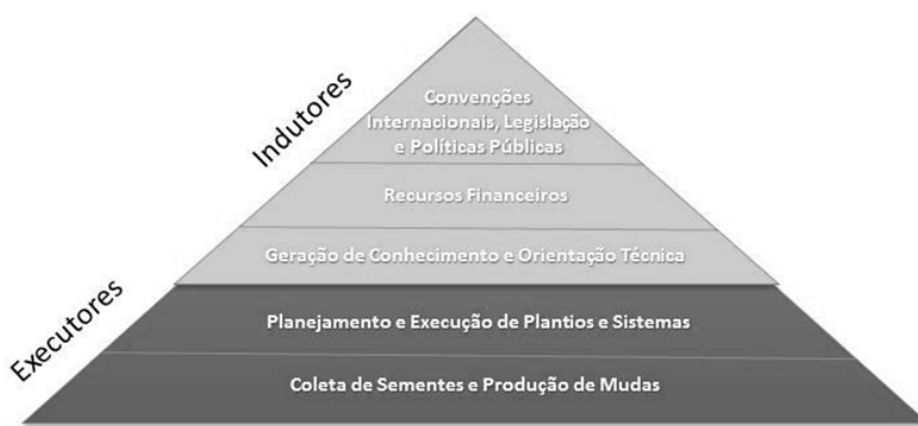 Indutores
Convenções
Internacionais, Legislação
e Políticas Públicas
Recursos Financeiros
Geração de Conhecimento e Orientação Técnica
Executores
Planejamento e Execução de Plantios e Sistemas
Coleta de Sementes e Produção de Mudas